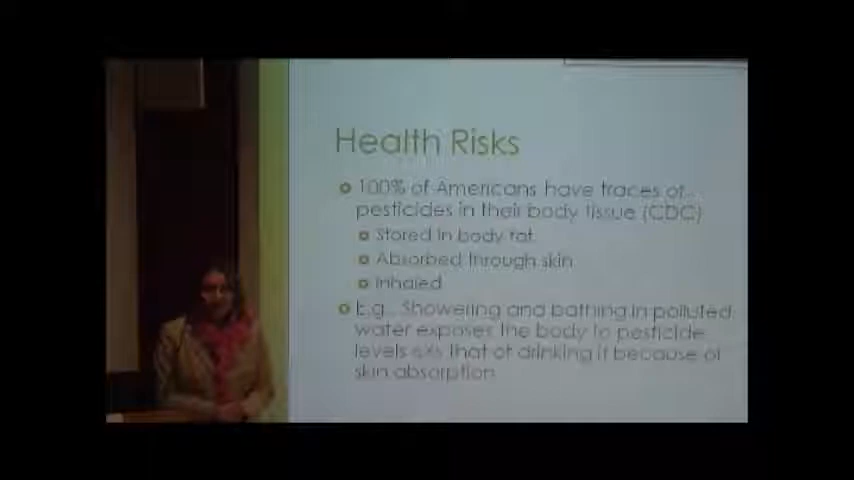 Health Risks
100% of Americans have traces of
pesticides in their body tissue (CDC)
Stored in body fat
Absorbed through skin
Inhaled
E.g., Showering and bathing in polluted
water exposes the body to pesticide
levels 6xs that of drinking it because of
skin absorption